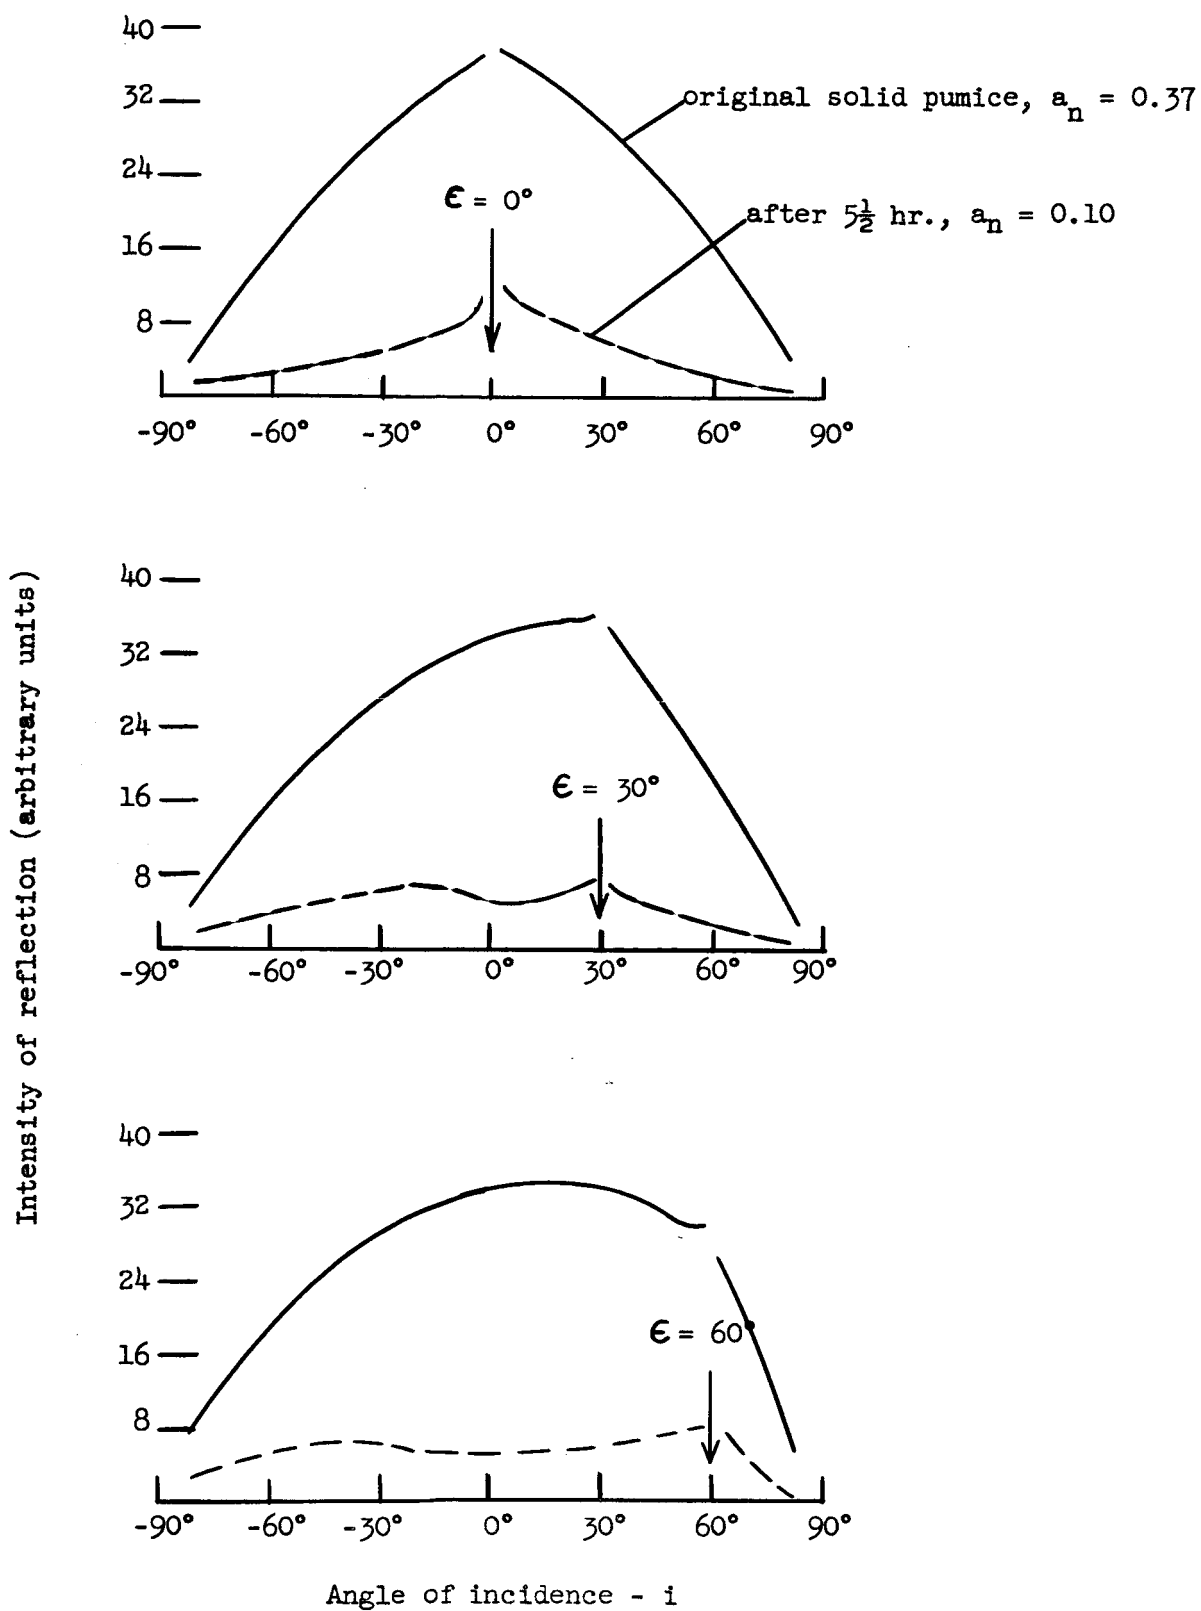 40
original solid pumice, aₙ = 0.37
32
24
ϵ = 0°
after 5½ hr., aₙ = 0.10
16
8
-90° -60° -30° 0° 30° 60° 90°
Intensity of reflection (arbitrary units)
40
32
24
ϵ = 30°
16
8
-90° -60° -30° 0° 30° 60° 90°
40
32
24
ϵ = 60
16
8
-90° -60° -30° 0° 30° 60° 90°
Angle of incidence - i